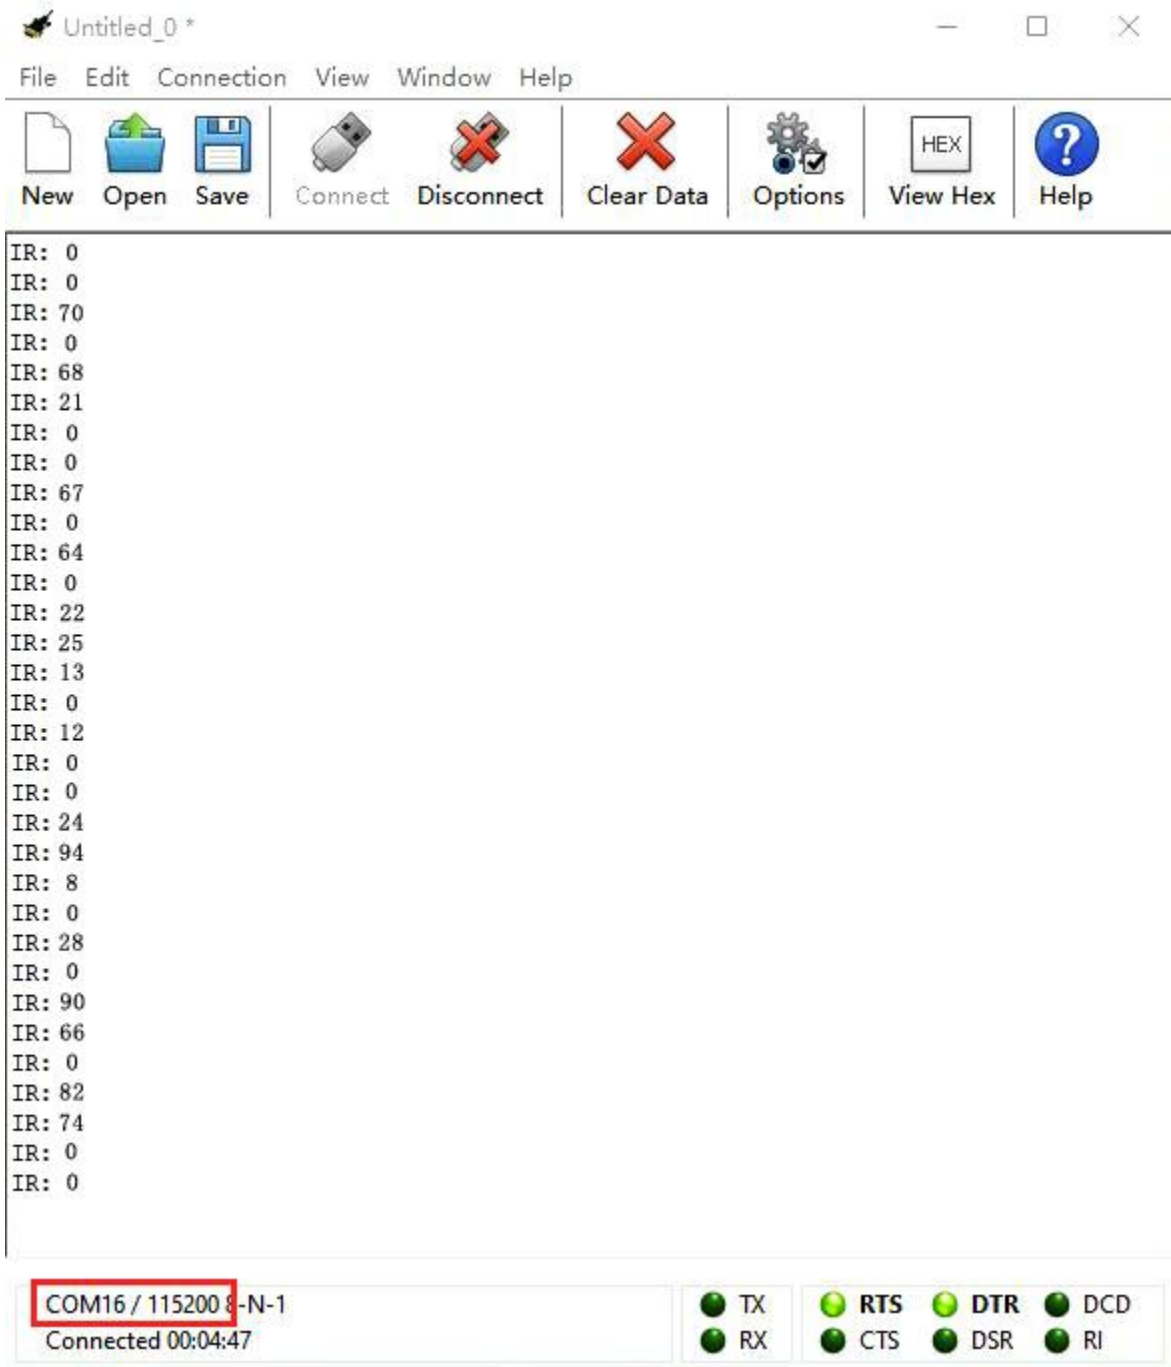 Untitled_0 *
File Edit Connection View Window Help
New Open Save Connect Disconnect Clear Data Options HEX View Hex ? Help
IR: 0
IR: 0
IR: 70
IR: 0
IR: 68
IR: 21
IR: 0
IR: 0
IR: 67
IR: 0
IR: 64
IR: 0
IR: 22
IR: 25
IR: 13
IR: 0
IR: 12
IR: 0
IR: 0
IR: 24
IR: 94
IR: 8
IR: 0
IR: 28
IR: 0
IR: 90
IR: 66
IR: 0
IR: 82
IR: 74
IR: 0
IR: 0
COM16 / 115200 8-N-1 TX RTS DTR DCD
Connected 00:04:47 RX CTS DSR RI